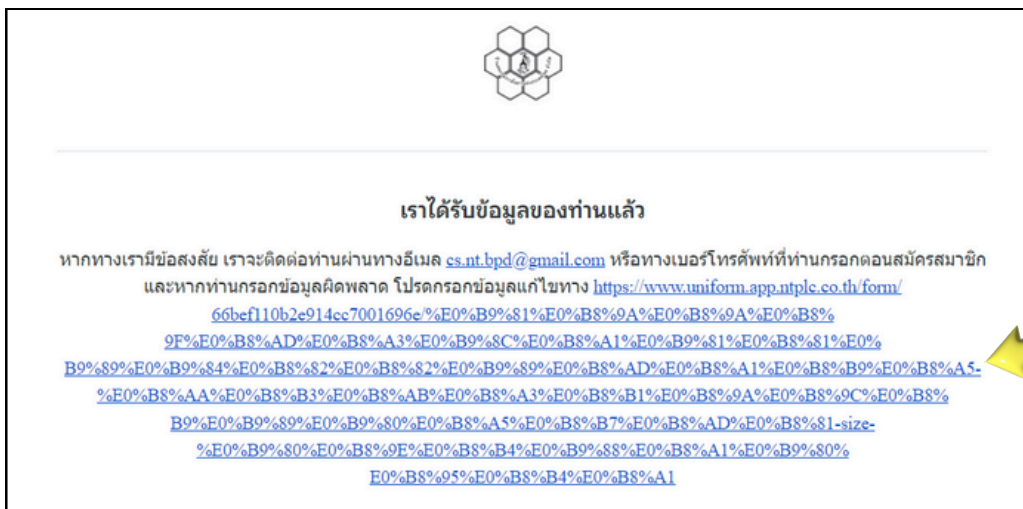 เราได้รับข้อมูลของท่านแล้ว
หากทางเรามีข้อสงสัย เราจะติดต่อท่านผ่านทางอีเมล cs.nt.bpd@gmail.com หรือทางเบอร์โทรศัพท์ที่ท่านกรอกตอนสมัครสมาชิก
และหากท่านกรอกข้อมูลผิดพลาด โปรดกรอกข้อมูลแก้ไขทาง https://www.uniform.app.ntplc.co.th/form/
66bef110b2e914cc7001696e/%E0%B9%81%E0%B8%9A%E0%B8%9A%E0%B8%
9F%E0%B8%AD%E0%B8%A3%E0%B9%8C%E0%B8%A1%E0%B9%81%E0%B8%81%E0%
B9%89%E0%B9%84%E0%B8%82%E0%B8%82%E0%B9%89%E0%B8%AD%E0%B8%A1%E0%B8%B9%E0%B8%A5-
%E0%B8%AA%E0%B8%B3%E0%B8%AB%E0%B8%A3%E0%B8%B1%E0%B8%9A%E0%B8%9C%E0%B8%
B9%E0%B9%89%E0%B9%80%E0%B8%A5%E0%B8%B7%E0%B8%AD%E0%B8%81-size-
%E0%B9%80%E0%B8%9E%E0%B8%B4%E0%B9%88%E0%B8%A1%E0%B9%80%
E0%B8%95%E0%B8%B4%E0%B8%A1